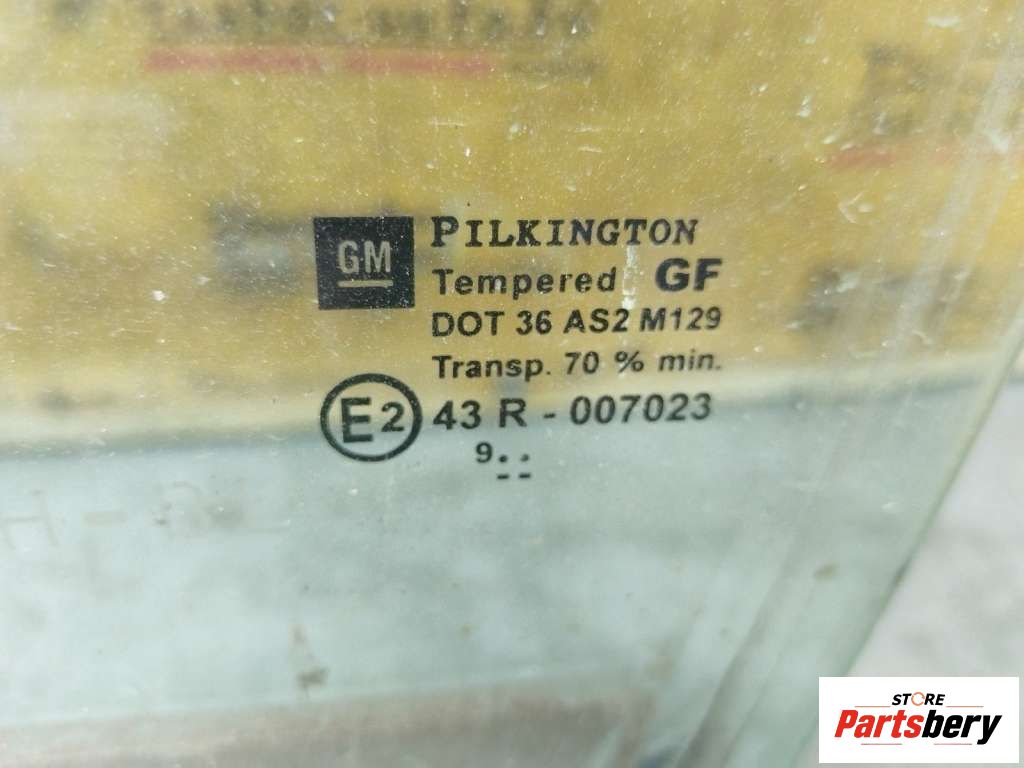 GM
PILKINGTON
Tempered GF
DOT 36 AS2 M129
Transp. 70 % min.
E2 43 R - 007023
9..
--
STORE
Partsbery